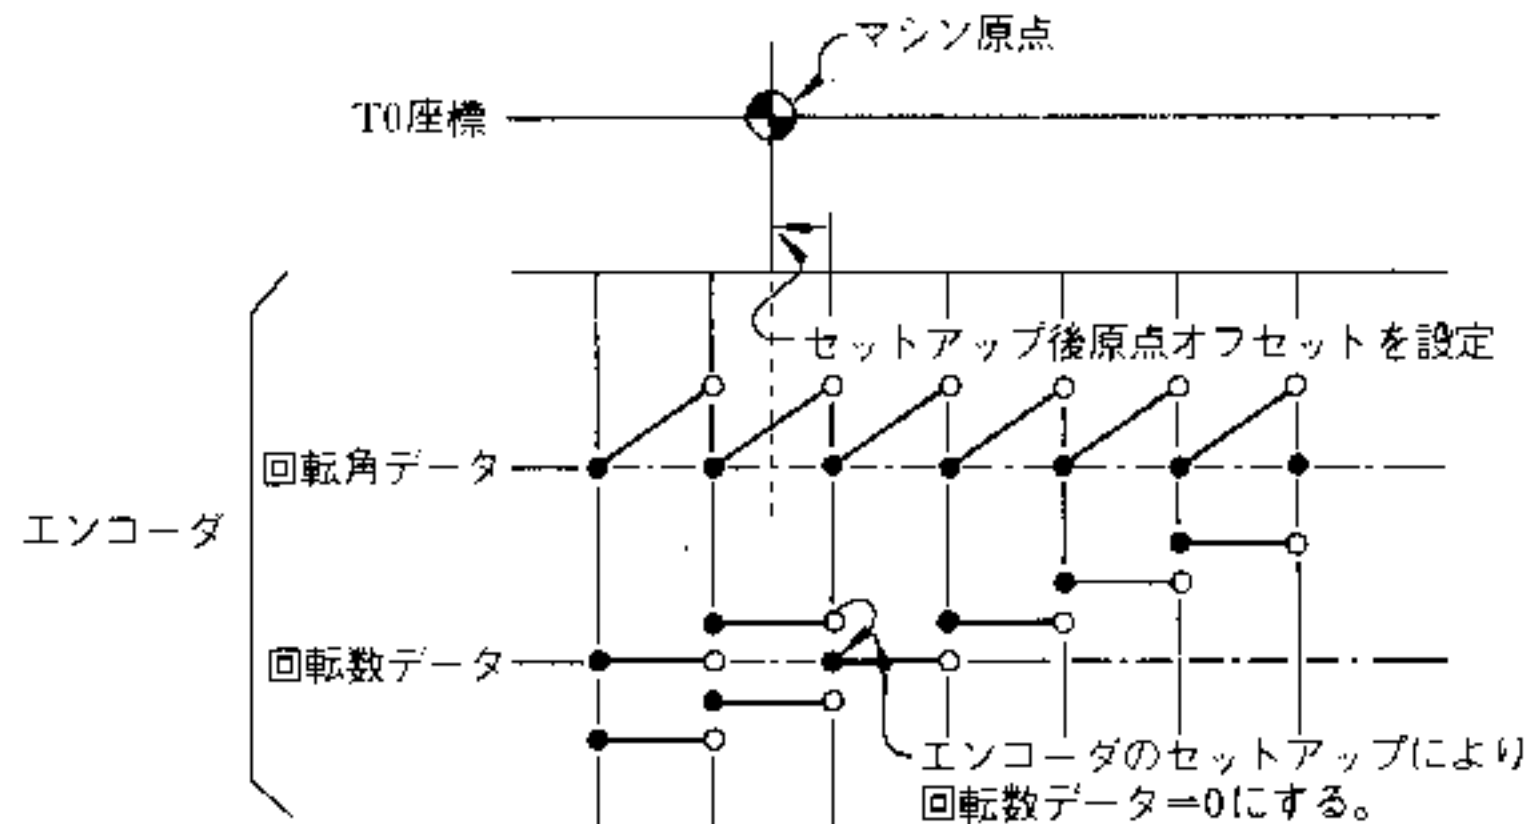 マシン原点
T0座標
セットアップ後原点オフセットを設定
回転角データ
エンコーダ
回転数データ
エンコーダのセットアップにより
回転数データ=0にする。